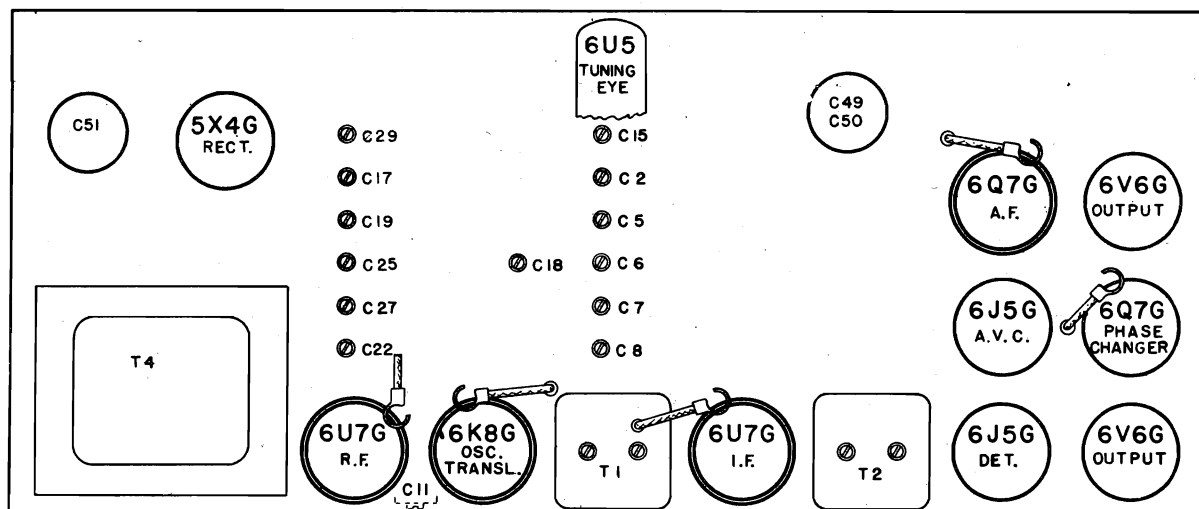 6U5
TUNING
EYE
C51
5X4G
RECT.
C49
C50
C29
C15
C17
C2
C19
C5
C25
C18
C6
C27
C7
C22
C8
6Q7G
A.F.
6V6G
OUTPUT
6J5G
A.V.C.
6Q7G
PHASE
CHANGER
T4
6U7G
R.F.
6K8G
OSC.
TRANSL.
C11
T1
6U7G
I.F.
T2
6J5G
DET.
6V6G
OUTPUT